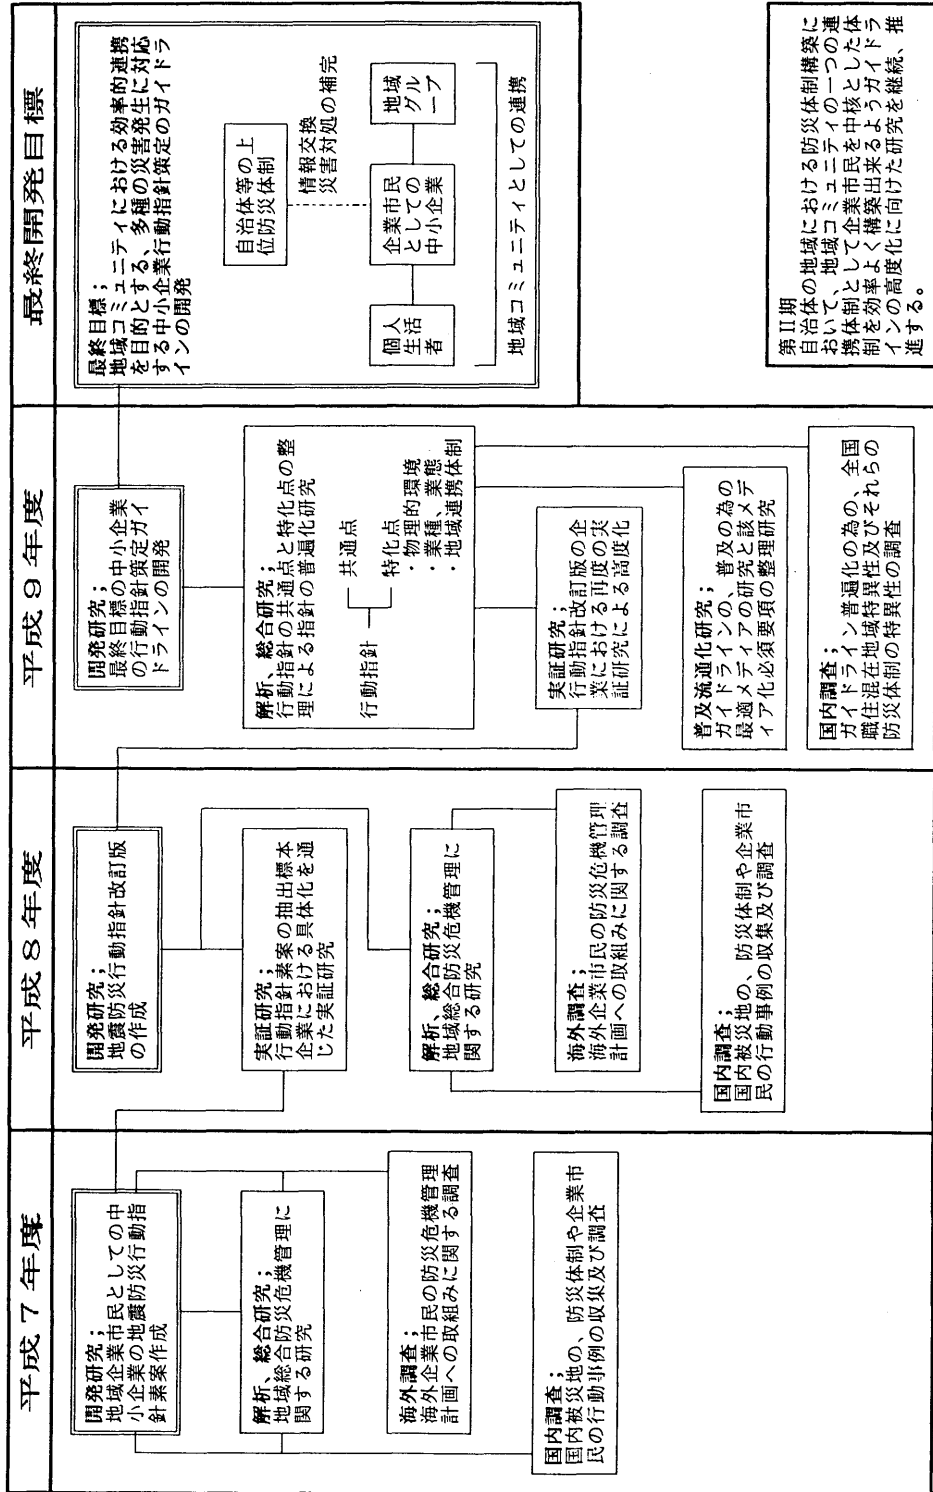 平成７年度
開発研究；
地域企業市民としての中
小企業の地震防災行動指
針素案作成
解析、総合研究；
地域総合防災危機管理に
関する研究
海外調査；
海外企業市民の防災危機管理
計画への取組みに関する調査
国内調査；
国内被災地の、防災体制や企業市
民の行動事例の収集及び調査
平成８年度
開発研究；
地震防災行動指針改訂版
の作成
実証研究；
行動指針素案の抽出標本
企業における具体化を通
じた実証研究
解析、総合研究；
地域総合防災危機管理に
関する研究
海外調査；
海外企業市民の防災危機管理
計画への取組みに関する調査
国内調査；
国内被災地の、防災体制や企業市
民の行動事例の収集及び調査
平成９年度
開発研究；
最終目標の中小企業
の行動指針策定ガイ
ドラインの開発
解析、総合研究；
行動指針の共通点と特化点の整
理による指針の普遍化研究
行動指針
共通点
特化点
・物理的環境
・業種、業態
・地域連携体制
実証研究；
行動指針改訂版の企
業における再度の実
証研究による高度化
普及流通化研究；
ガイドラインの、普及の為の
最適メディアの研究と該メデ
ィア化必須要項の整理研究
国内調査；
ガイドライン普遍化の為の、全国
職住混在地域特異性及びそれらの
防災体制の特異性の調査
最終開発目標
最終目標；
地域コミュニティにおける効率的連携
を目的とする、多種の災害発生に対応
する中小企業行動指針策定のガイドラ
インの開発
自治体等の上
位防災体制
情報交換
災害対処の補完
個人
生活
者
企業市民
としての
中小企業
地域
グル
ープ
地域コミュニティとしての連携
第Ⅱ期
自治体の地域における防災体制構築に
おいて、地域コミュニティの一つの連
携体制として企業市民を中核とした体
制を効率よく構築出来るようガイドラ
インの高度化に向けた研究を継続、推
進する。